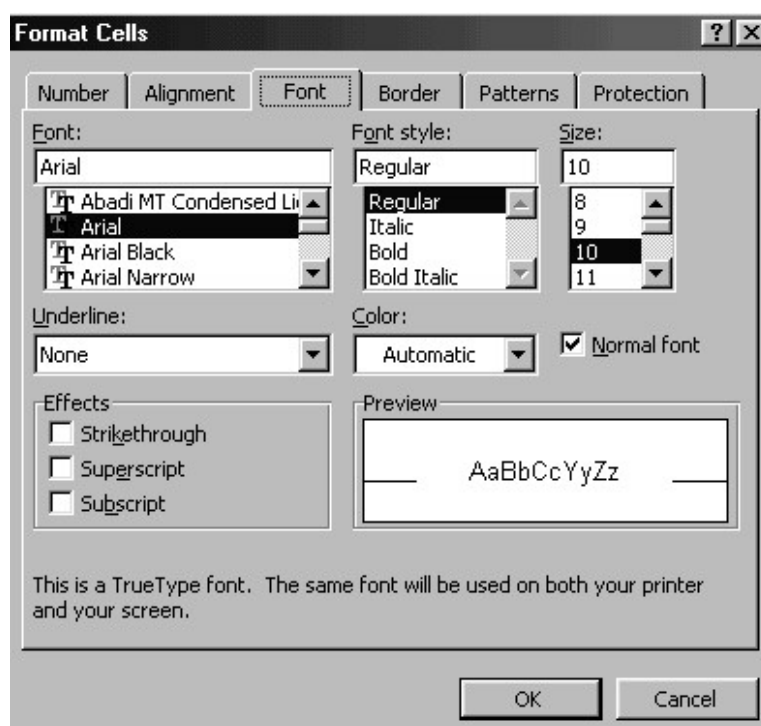 Format Cells
Number Alignment Font Border Patterns Protection
Font: Font style: Size:
Arial Regular 10
Abadi MT Condensed Li Regular 8
Arial Italic 9
Arial Black Bold 10
Arial Narrow Bold Italic 11
Underline: Color:
None Automatic Normal font
Effects Preview
Strikethrough
Superscript AaBbCcYyZz
Subscript
This is a TrueType font. The same font will be used on both your printer
and your screen.
OK Cancel